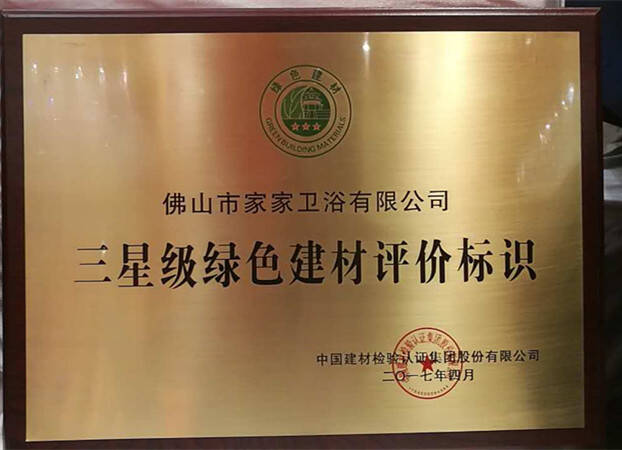 绿色建材
GREEN BUILDING MATERIALS
佛山市家家卫浴有限公司
三星级绿色建材评价标识
中国建材检验认证集团股份有限公司
二〇一七年四月